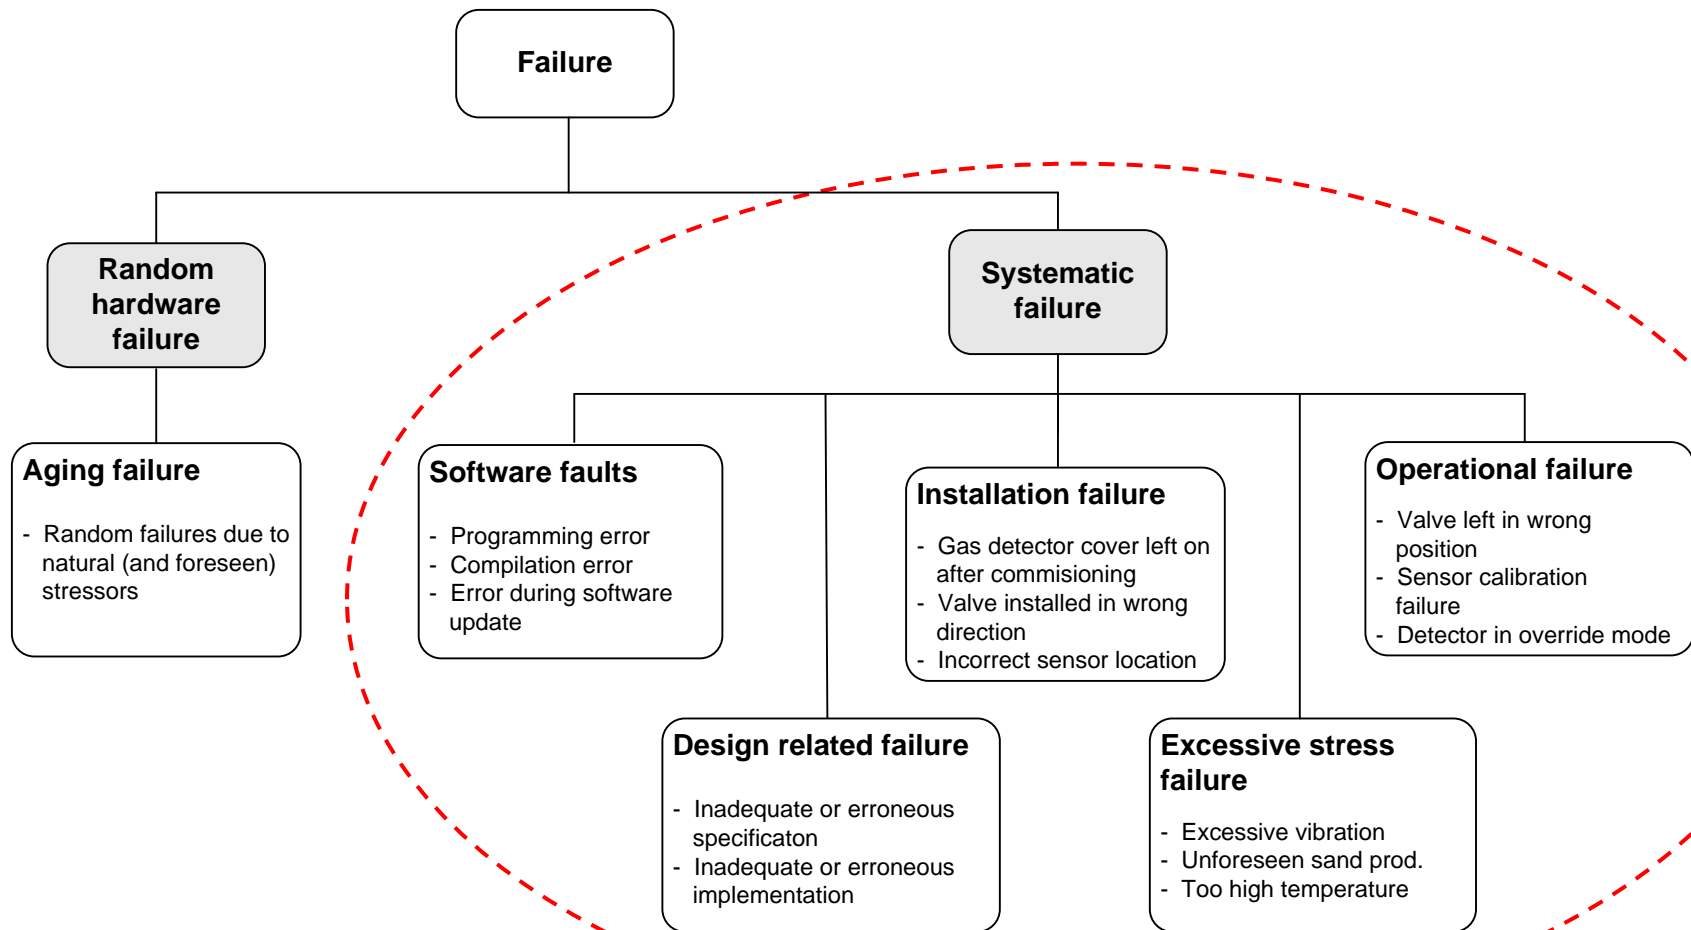 Failure
Random
hardware
failure
Systematic
failure
Aging failure
- Random failures due to
natural (and foreseen)
stressors
Software faults
- Programming error
- Compilation error
- Error during software
update
Installation failure
- Gas detector cover left on
after commisioning
- Valve installed in wrong
direction
- Incorrect sensor location
Operational failure
- Valve left in wrong
position
- Sensor calibration
failure
- Detector in override mode
Design related failure
- Inadequate or erroneous
specificaton
- Inadequate or erroneous
implementation
Excessive stress
failure
- Excessive vibration
- Unforeseen sand prod.
- Too high temperature